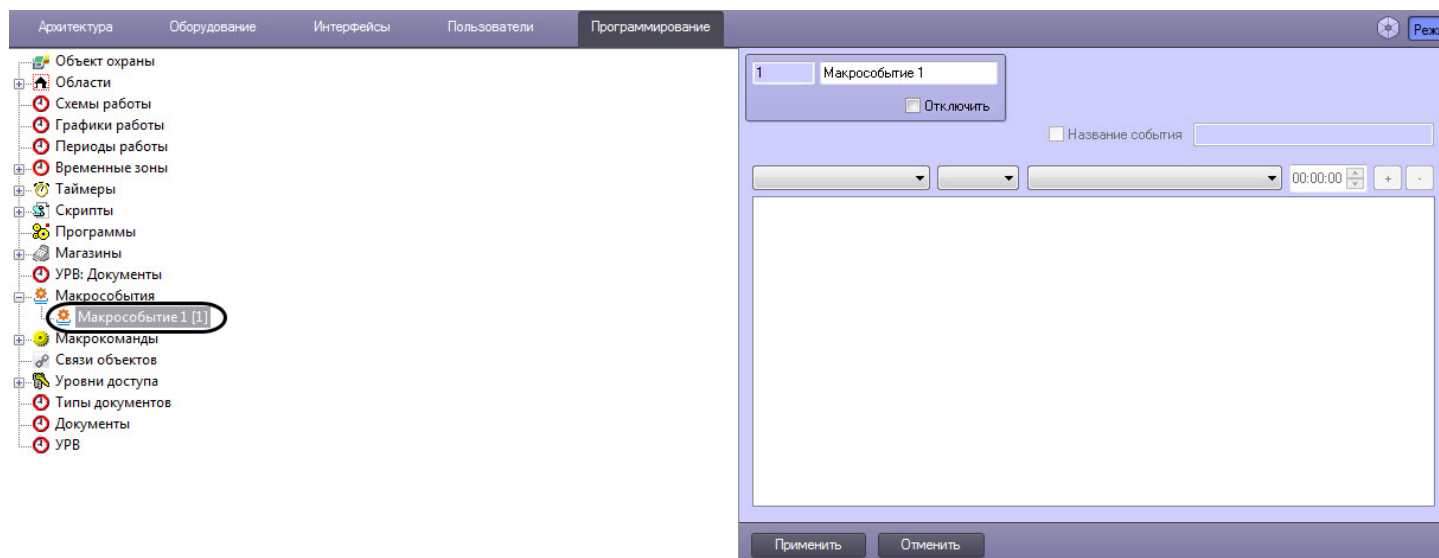 Архитектура Оборудование Интерфейсы Пользователи Программирование Режи
Объект охраны
Области
Схемы работы
Графики работы
Периоды работы
Временные зоны
Таймеры
Скрипты
Программы
Магазины
УРВ: Документы
Макрособытия
Макрособытие 1 [1]
Макрокоманды
Связи объектов
Уровни доступа
Типы документов
Документы
УРВ
1 Макрособытие 1
Отключить
Название события
00:00:00 + -
Применить Отменить